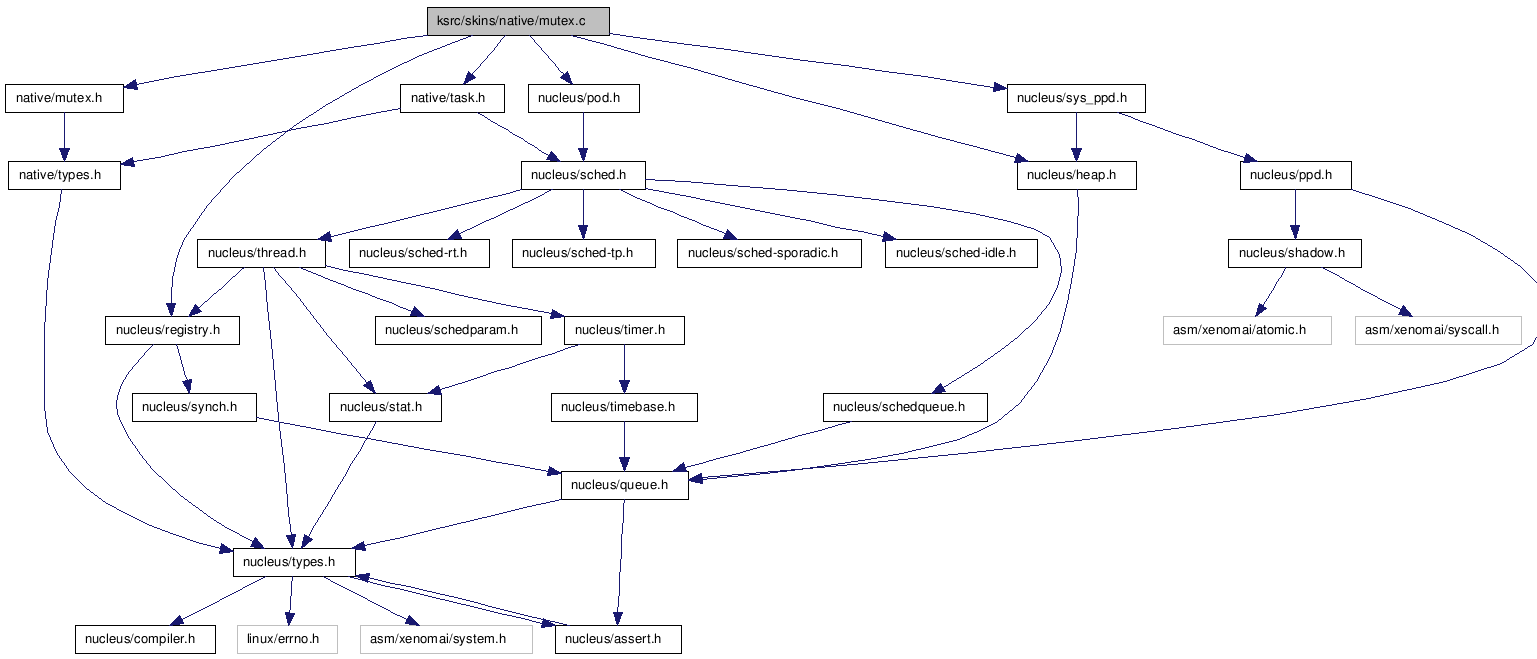 ksrc/skins/native/mutex.c
native/mutex.h
native/task.h
nucleus/pod.h
nucleus/sys_ppd.h
native/types.h
nucleus/sched.h
nucleus/heap.h
nucleus/ppd.h
nucleus/thread.h
nucleus/sched-rt.h
nucleus/sched-tp.h
nucleus/sched-sporadic.h
nucleus/sched-idle.h
nucleus/shadow.h
nucleus/registry.h
nucleus/schedparam.h
nucleus/timer.h
asm/xenomai/atomic.h
asm/xenomai/syscall.h
nucleus/synch.h
nucleus/stat.h
nucleus/timebase.h
nucleus/schedqueue.h
nucleus/queue.h
nucleus/types.h
nucleus/compiler.h
linux/errno.h
asm/xenomai/system.h
nucleus/assert.h